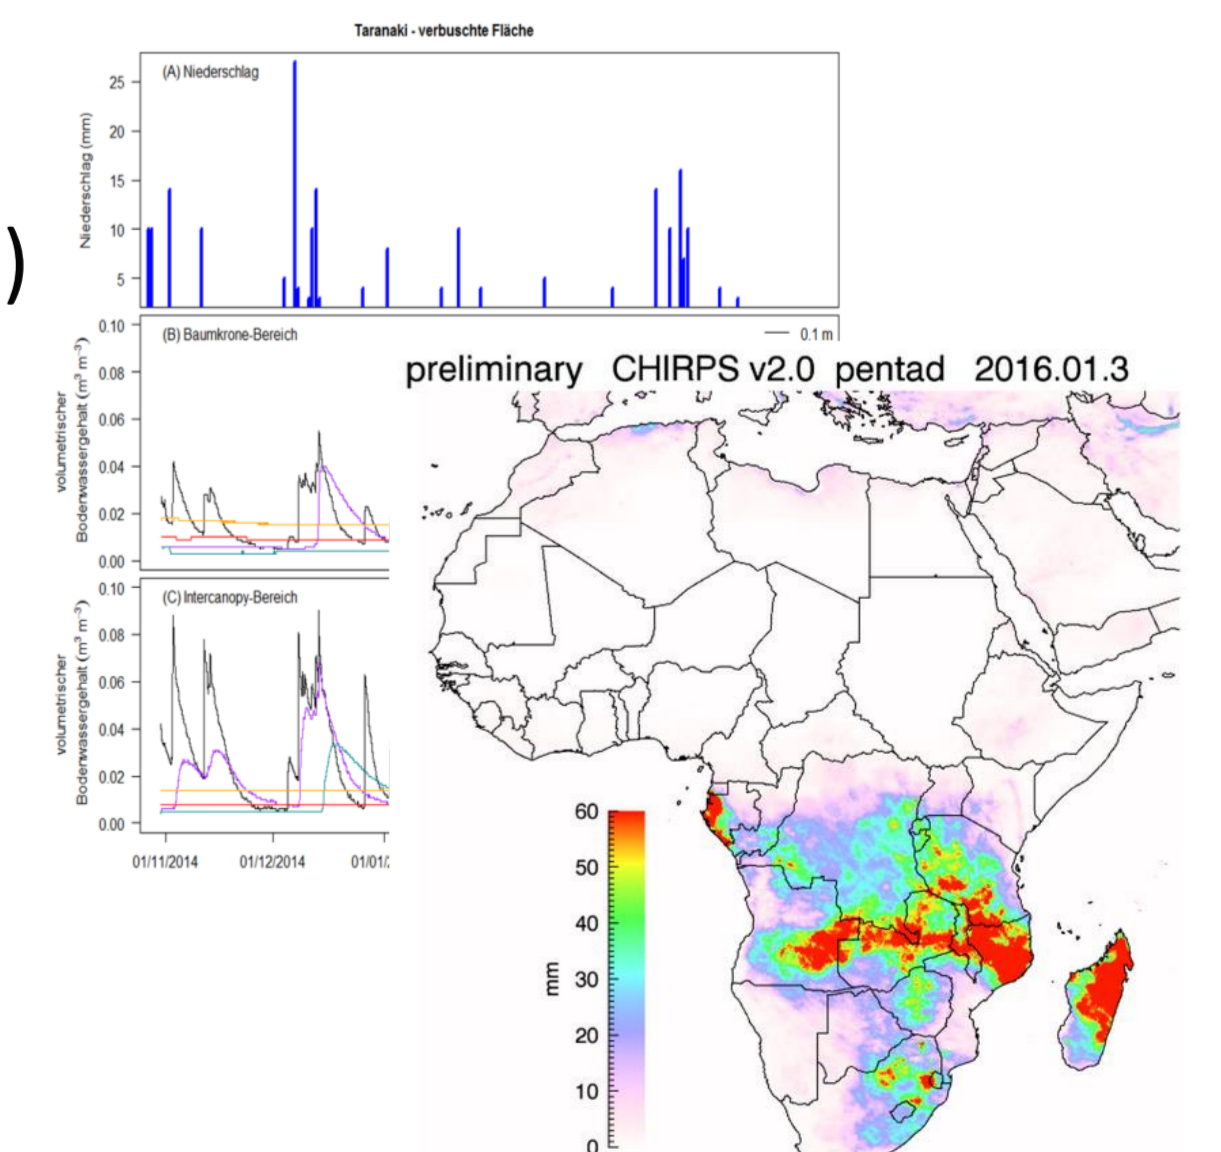 Taranaki - verbuschte Fläche
(A) Niederschlag
Niederschlag (mm)
25
20
15
10
5
)
(B) Baumkrone-Bereich
0.1 m
volumetrischer
Bodenwassergehalt (m³ m⁻³)
0.10
0.08
0.06
0.04
0.02
0.00
(C) Intercanopy-Bereich
volumetrischer
Bodenwassergehalt (m³ m⁻³)
0.10
0.08
0.06
0.04
0.02
0.00
01/11/2014 01/12/2014 01/01/2
preliminary CHIRPS v2.0 pentad 2016.01.3
60
50
40
30
20
10
0
mm